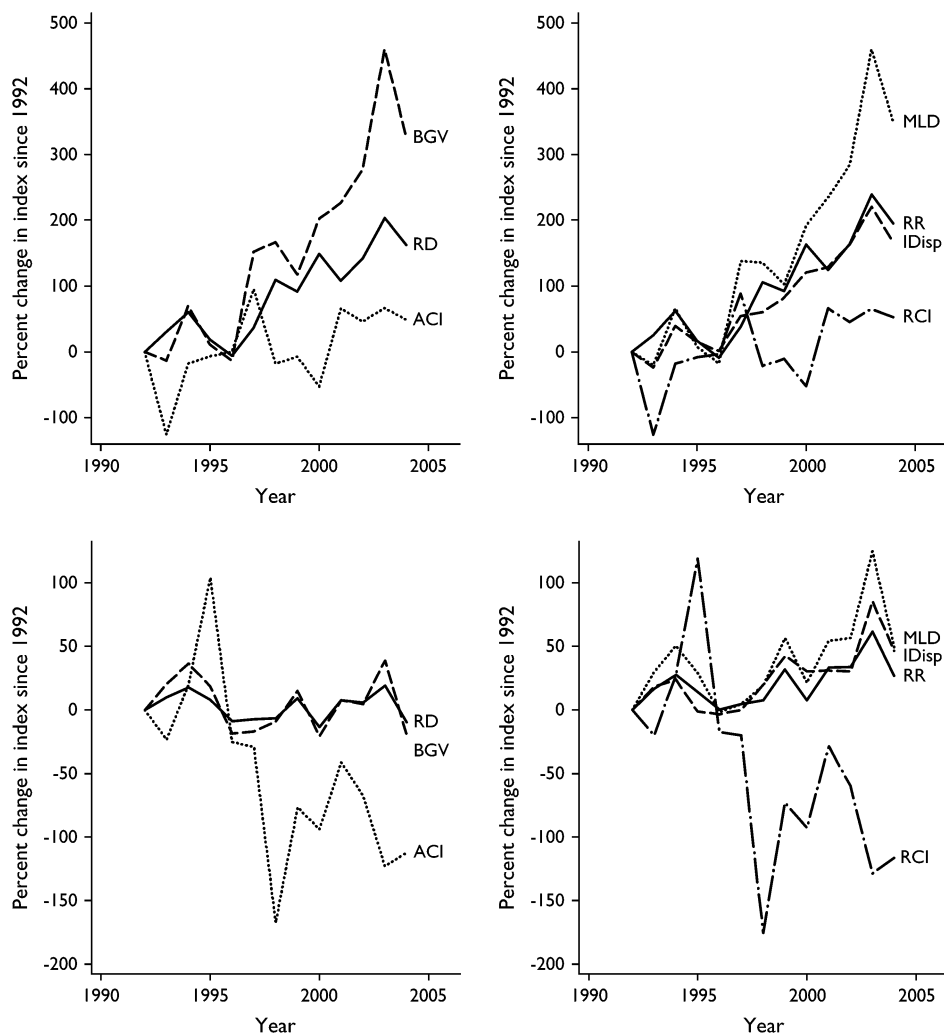 Percent change in index since 1992
500
400
300
200
100
0
-100
BGV
RD
ACI
1990
1995
2000
2005
Year
Percent change in index since 1992
500
400
300
200
100
0
-100
MLD
RR
IDisp
RCI
1990
1995
2000
2005
Year
Percent change in index since 1992
100
50
0
-50
-100
-150
-200
RD
BGV
ACI
1990
1995
2000
2005
Year
Percent change in index since 1992
100
50
0
-50
-100
-150
-200
MLD
IDisp
RR
RCI
1990
1995
2000
2005
Year